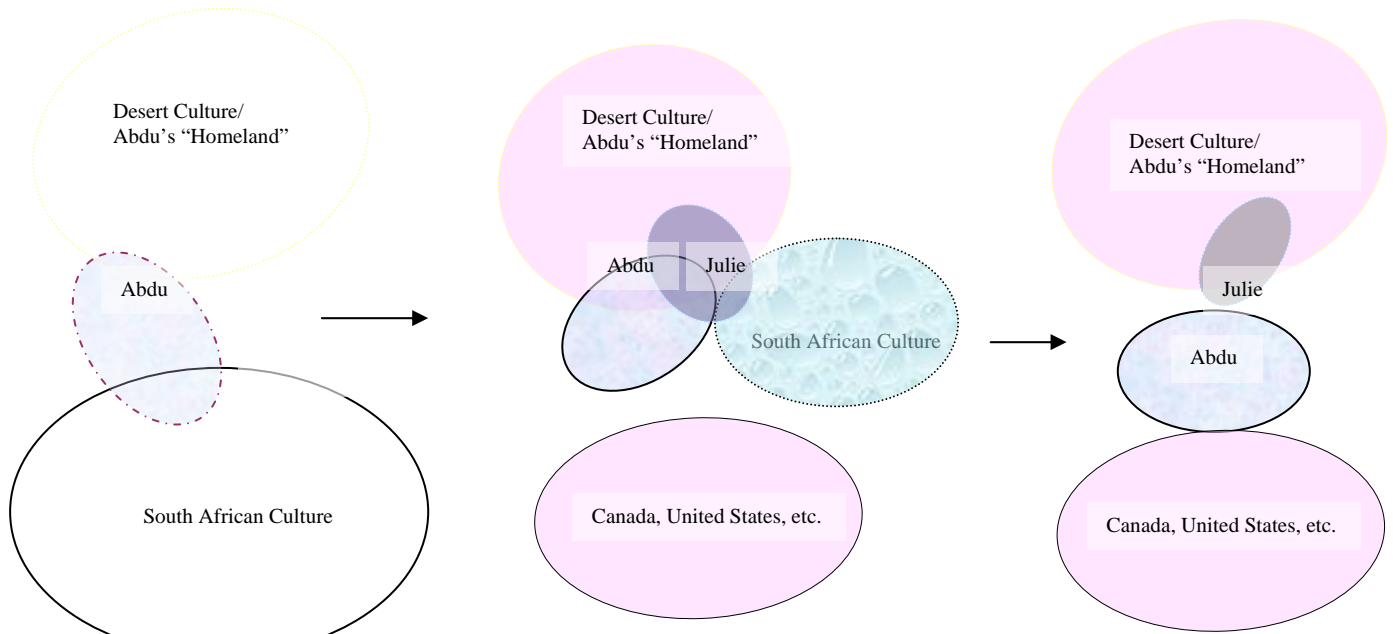 Desert Culture/
Abdu’s “Homeland”
Abdu
South African Culture
Desert Culture/
Abdu’s “Homeland”
Abdu
Julie
South African Culture
Canada, United States, etc.
Desert Culture/
Abdu’s “Homeland”
Julie
Abdu
Canada, United States, etc.